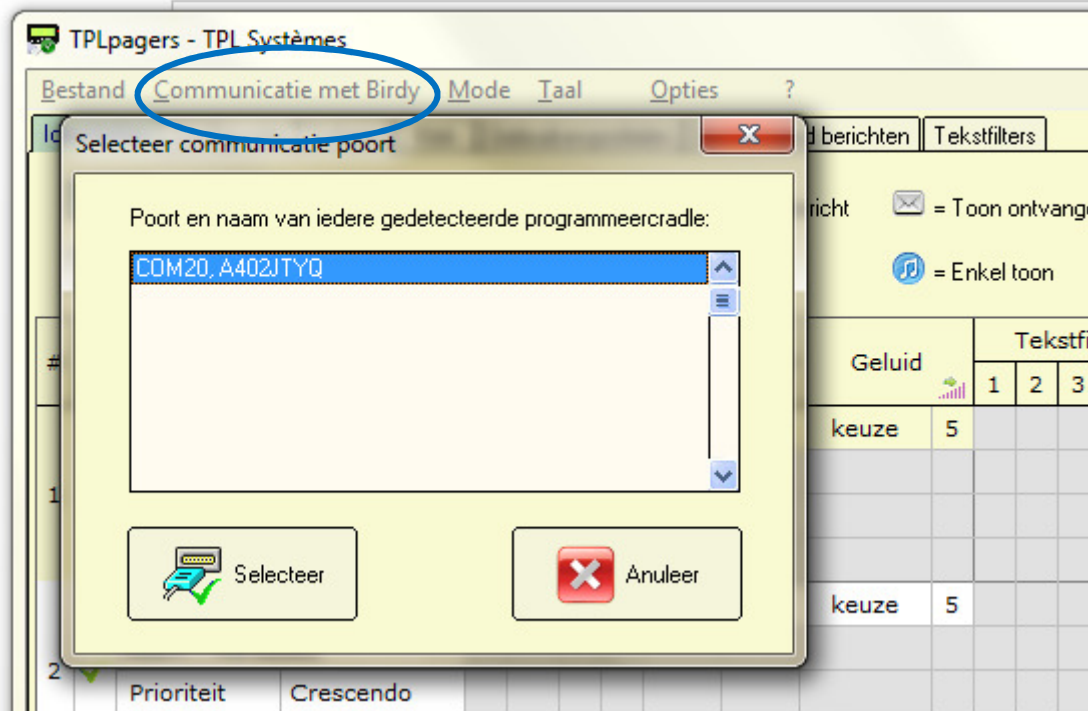 TPLpagers - TPL Systèmes
Bestand Communicatie met Birdy Mode Taal Opties ?
Selecteer communicatie poort
d berichten Tekstfilters
Poort en naam van iedere gedetecteerde programmeercradle:
richt = Toon ontvange
COM20, A402JTYQ
= Enkel toon
# Geluid Tekstfi
1 2 3
keuze 5
1
Selecteer Anuleer
keuze 5
2
Prioriteit Crescendo